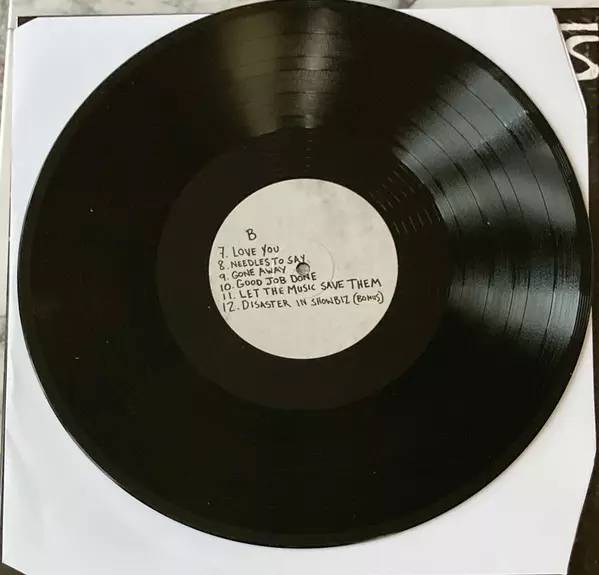 B
7. LOVE YOU
8. NEEDLES TO SAY
9. GONE AWAY
10. GOOD JOB DONE
11. LET THE MUSIC SAVE THEM
12. DISASTER IN SHOWBIZ (BONUS)